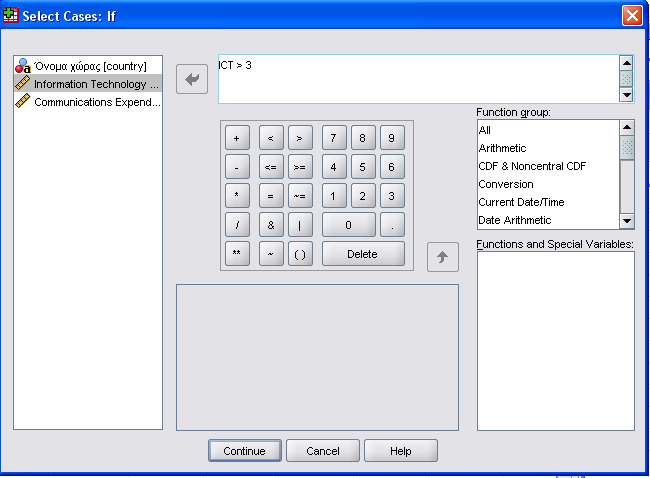 Select Cases: If
Όνομα χώρας [country]
Information Technology ...
Communications Expend...
ICT > 3
+ < > 7 8 9
- <= >= 4 5 6
* = ~= 1 2 3
/ & | 0 .
** ~ ( ) Delete
Function group:
All
Arithmetic
CDF & Noncentral CDF
Conversion
Current Date/Time
Date Arithmetic
Functions and Special Variables:
Continue Cancel Help